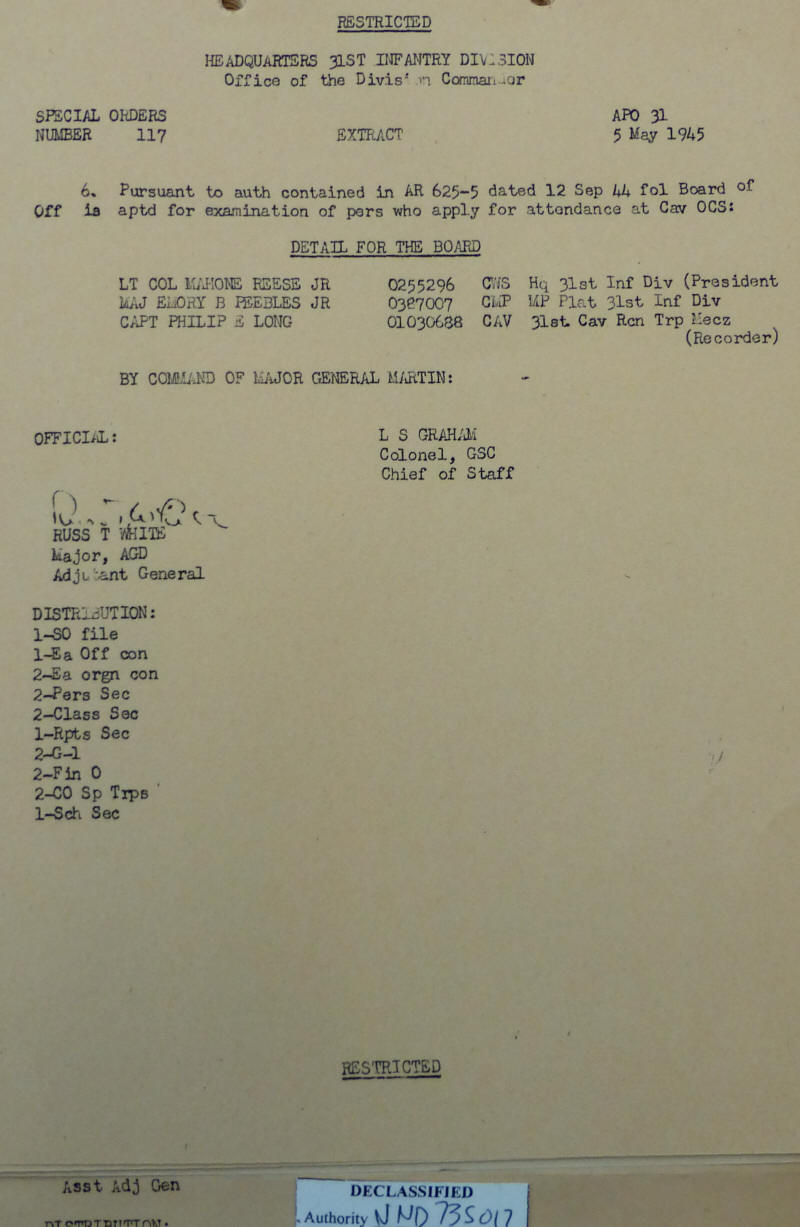 RESTRICTED
HEADQUARTERS 31ST INFANTRY DIVISION
Office of the Division Commander
SPECIAL ORDERS APO 31
NUMBER 117 EXTRACT 5 May 1945
6. Pursuant to auth contained in AR 625-5 dated 12 Sep 44 fol Board of
Off is aptd for examination of pers who apply for attendance at Cav OCS:
DETAIL FOR THE BOARD
LT COL MAHONE REESE JR 0255296 CWS Hq 31st Inf Div (President
MAJ EMORY B PEEBLES JR 0387007 CMP MP Plat 31st Inf Div
CAPT PHILIP E LONG 01030688 CAV 31st Cav Rcn Trp Mecz
(Recorder)
BY COMMAND OF MAJOR GENERAL MARTIN: -
OFFICIAL: L S GRAHAM
Colonel, GSC
Chief of Staff
RUSS T WHITE
Major, AGD
Adjutant General
DISTRIBUTION:
1-SO file
1-Ea Off con
2-Ea orgn con
2-Pers Sec
2-Class Sec
1-Rpts Sec
2-G-1
2-Fin O
2-CO Sp Trps
1-Sch Sec
RESTRICTED
Asst Adj Gen
DISTRIBUTION:
DECLASSIFIED
Authority NND 735017